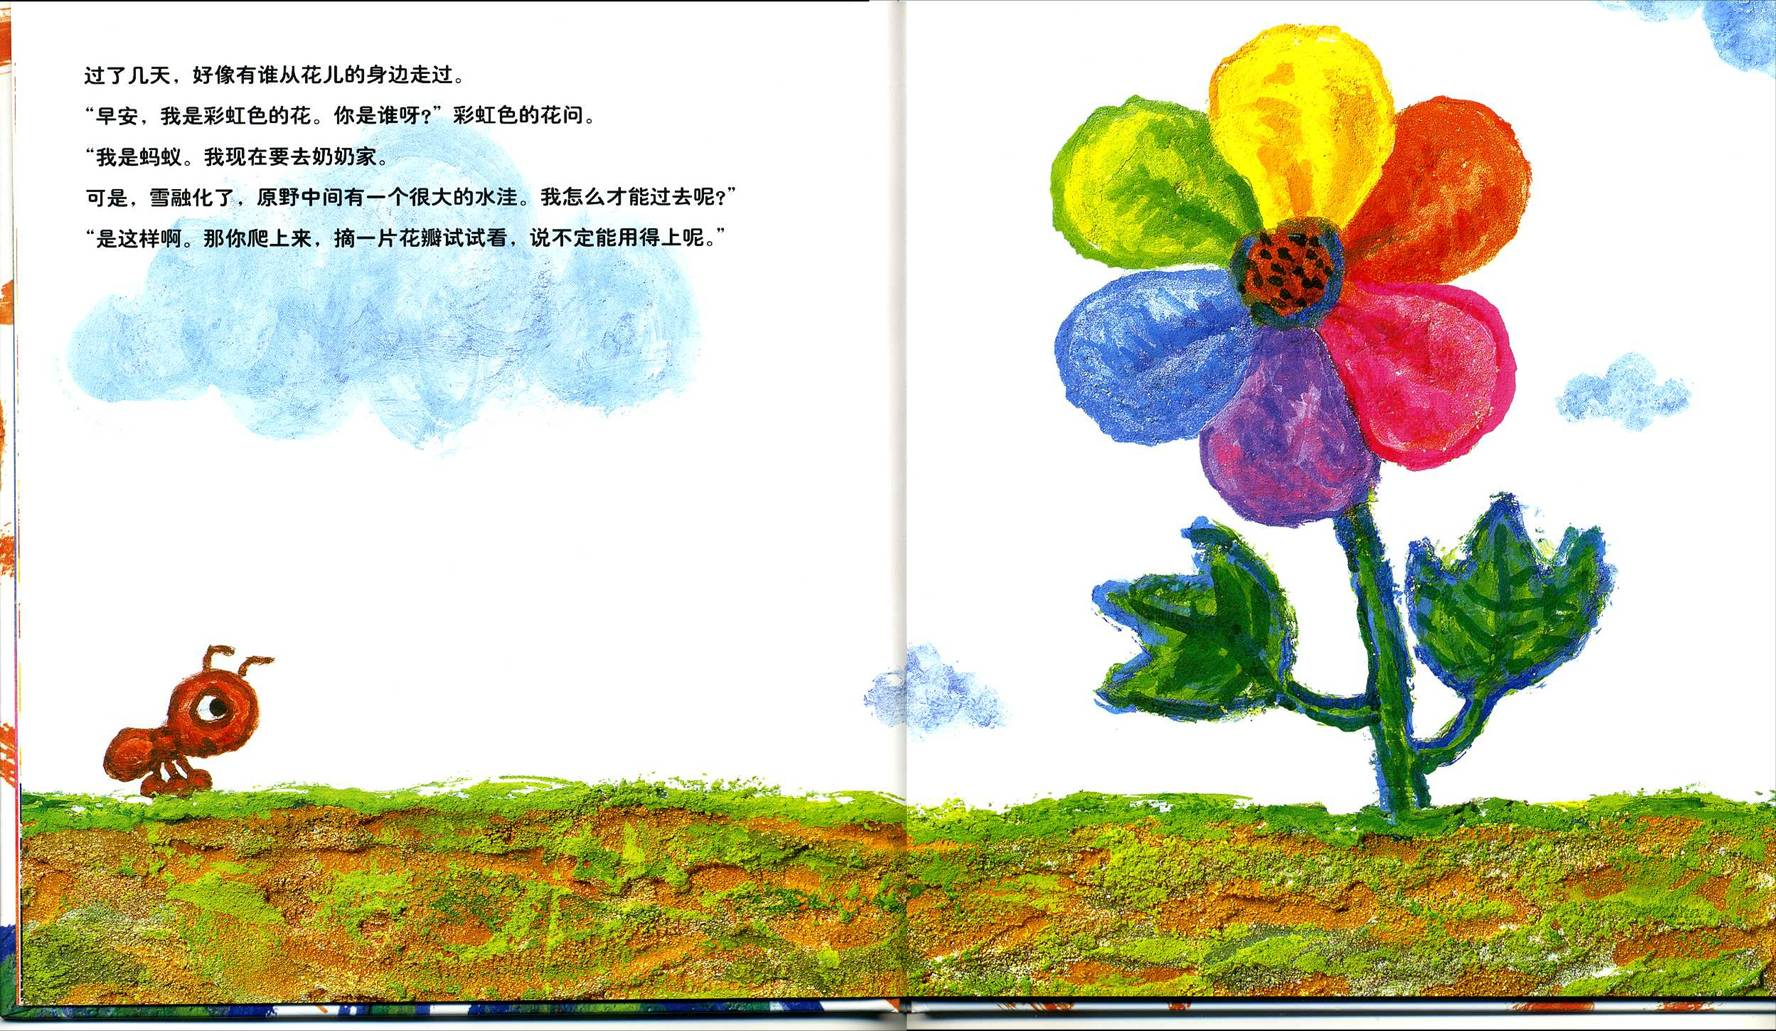 过了几天，好像有谁从花儿的身边走过。
“早安，我是彩虹色的花。你是谁呀？”彩虹色的花问。
“我是蚂蚁。我现在要去奶奶家。
可是，雪融化了，原野中间有一个很大的水洼。我怎么才能过去呢？”
“是这样啊。那你爬上来，摘一片花瓣试试看，说不定能用得上呢。”